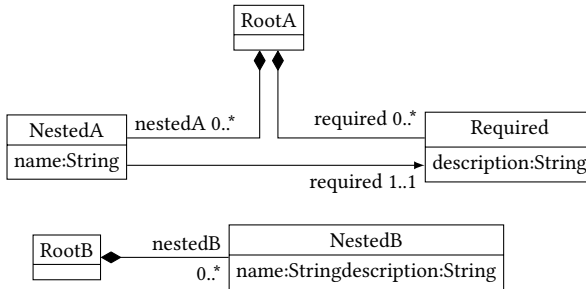 RootA
nestedA 0..*
required 0..*
NestedA
name:String
Required
description:String
required 1..1
RootB
nestedB
0..*
NestedB
name:Stringdescription:String